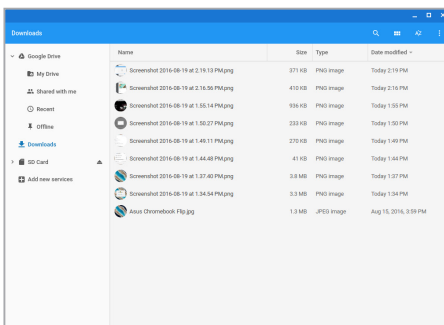 Downloads
Google Drive
My Drive
Shared with me
Recent
Offline
Downloads
SD Card
Add new services
Name Size Type Date modified
Screenshot 2016-08-19 at 2.19.13 PM.png 371 KB PNG image Today 2:19 PM
Screenshot 2016-08-19 at 2.16.56 PM.png 410 KB PNG image Today 2:16 PM
Screenshot 2016-08-19 at 1.55.14 PM.png 936 KB PNG image Today 1:55 PM
Screenshot 2016-08-19 at 1.50.27 PM.png 233 KB PNG image Today 1:50 PM
Screenshot 2016-08-19 at 1.49.11 PM.png 270 KB PNG image Today 1:49 PM
Screenshot 2016-08-19 at 1.44.48 PM.png 41 KB PNG image Today 1:44 PM
Screenshot 2016-08-19 at 1.37.40 PM.png 3.8 MB PNG image Today 1:37 PM
Screenshot 2016-08-19 at 1.34.54 PM.png 3.3 MB PNG image Today 1:34 PM
Asus Chromebook Flip.jpg 1.3 MB JPEG image Aug 15, 2016, 3:59 PM